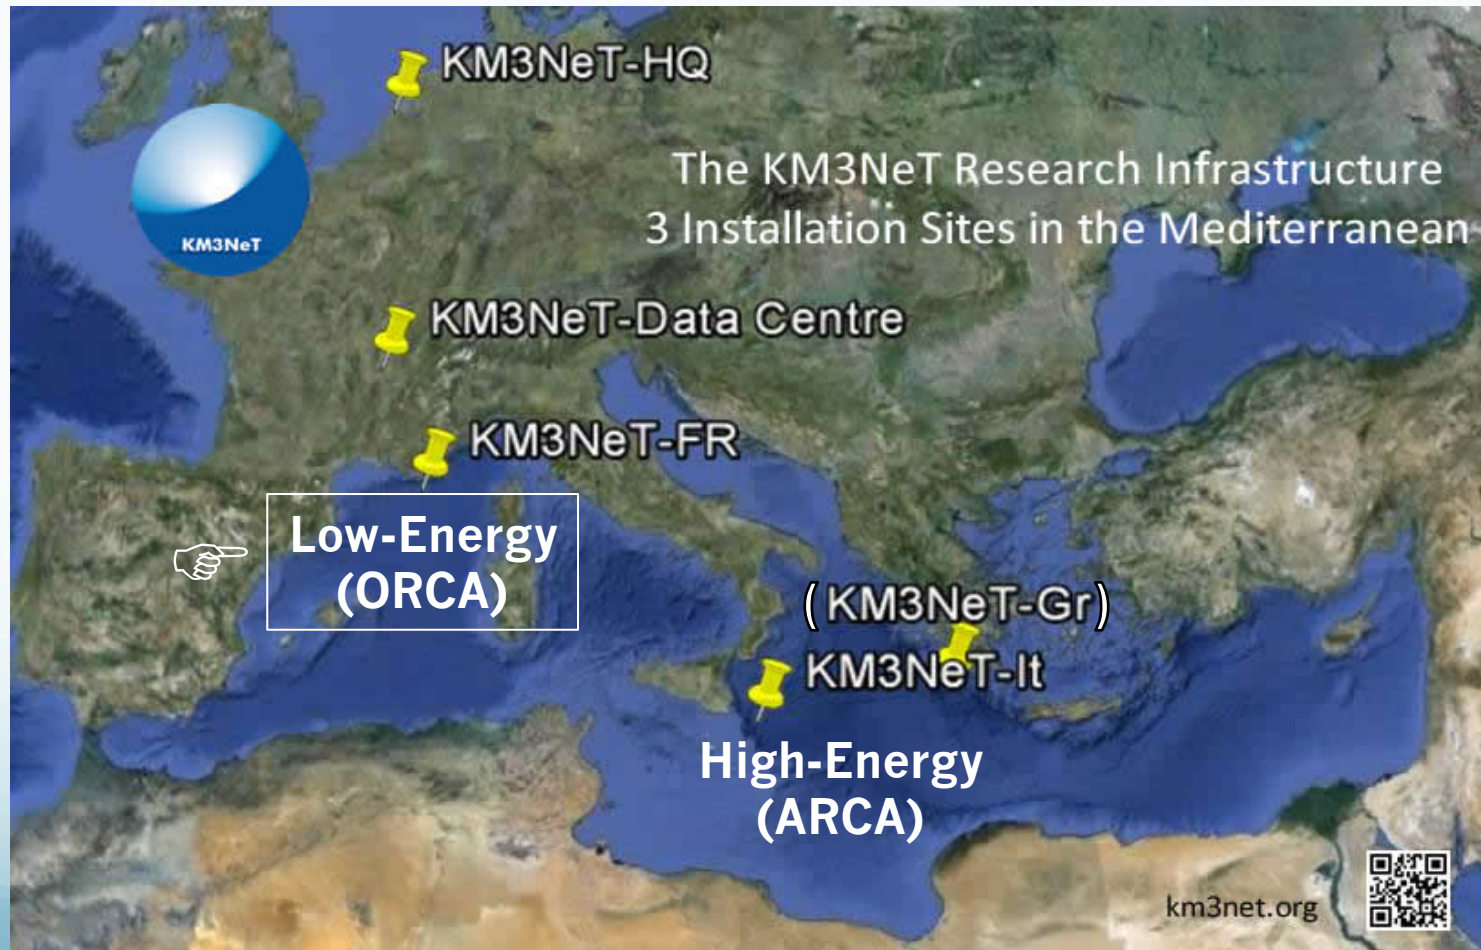 KM3NeT-HQ
The KM3NeT Research Infrastructure
3 Installation Sites in the Mediterranean
KM3NeT
KM3NeT-Data Centre
KM3NeT-FR
Low-Energy
(ORCA)
(KM3NeT-Gr)
KM3NeT-It
High-Energy
(ARCA)
km3net.org